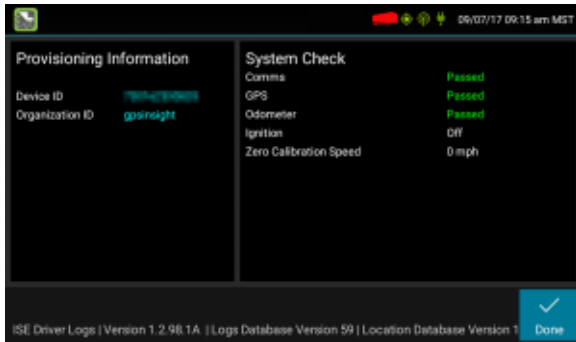 09/07/17 09:15 am MST
Provisioning Information
Device ID
Organization ID gpsinsight
System Check
Comms Passed
GPS Passed
Odometer Passed
Ignition Off
Zero Calibration Speed 0 mph
ISE Driver Logs | Version 1.2.98.1A | Logs Database Version 59 | Location Database Version 1
Done